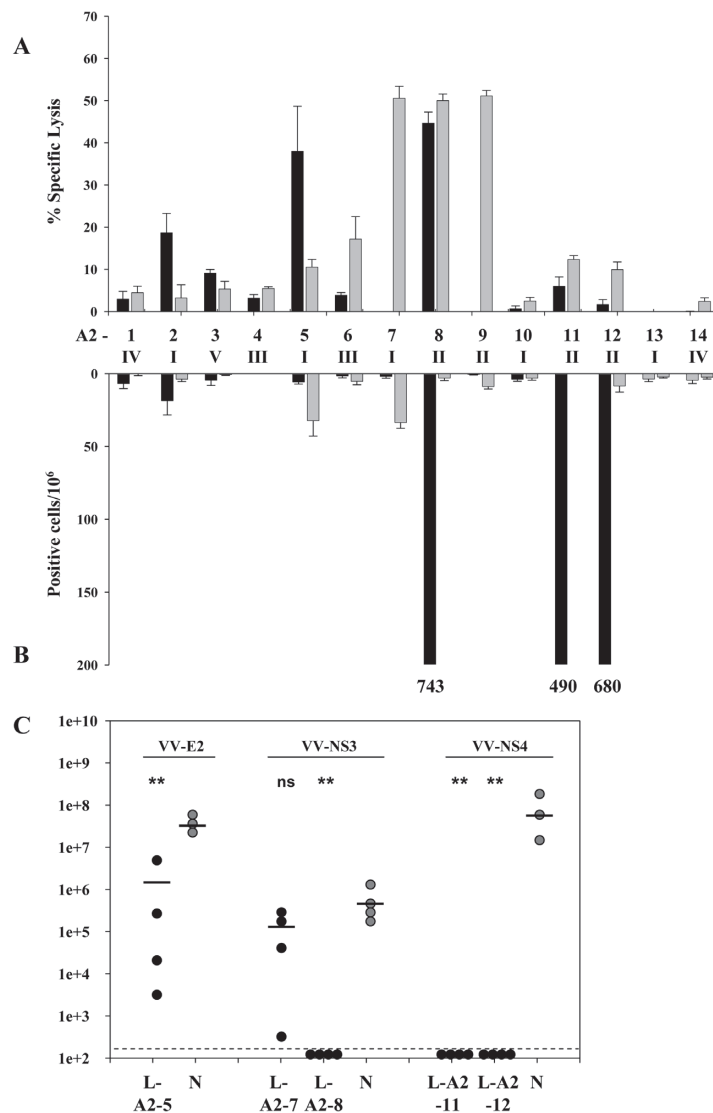 A
% Specific Lysis
70
60
50
40
30
20
10
0
A2 - 1 2 3 4 5 6 7 8 9 10 11 12 13 14
IV I V III I III I II II I II II I IV
B
Positive cells/10⁶
0
50
100
150
200
743 490 680
C
VV-E2 VV-NS3 VV-NS4
** ns ** ** **
1e+10
1e+9
1e+8
1e+7
1e+6
1e+5
1e+4
1e+3
1e+2
L- N L- L- N L-A2 L-A2 N
A2-5 A2-7 A2-8 -11 -12